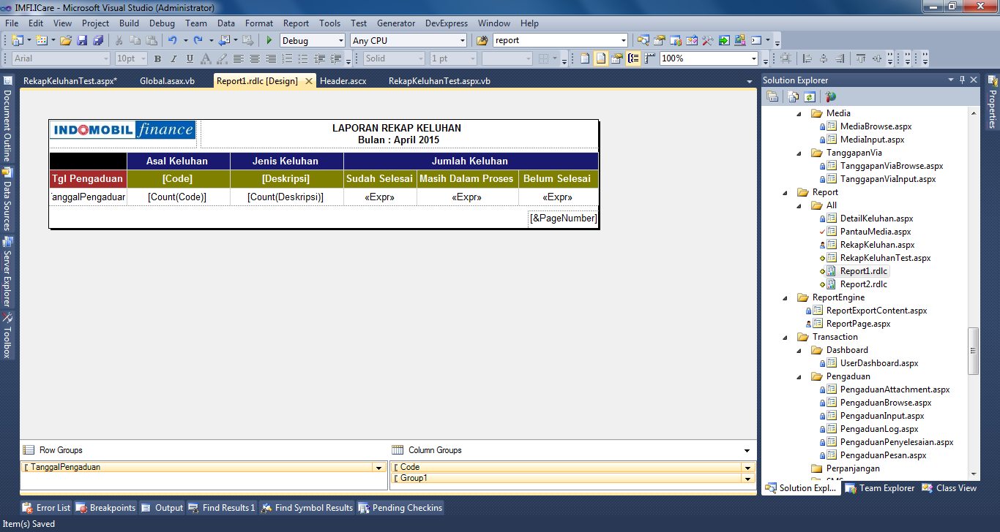 IMFI.ICare - Microsoft Visual Studio (Administrator)
File Edit View Project Build Debug Team Data Format Report Tools Test Generator DevExpress Window Help
Debug Any CPU report
Arial 10pt B I U A Solid 1 pt 100%
RekapKeluhanTest.aspx* Global.asax.vb Report1.rdlc [Design] Header.ascx RekapKeluhanTest.aspx.vb
Document Outline
Data Sources
Server Explorer
Toolbox
INDOMOBIL finance
LAPORAN REKAP KELUHAN
Bulan : April 2015
Asal Keluhan Jenis Keluhan Jumlah Keluhan
Tgl Pengaduan [Code] [Deskripsi] Sudah Selesai Masih Dalam Proses Belum Selesai
anggalPengaduar [Count(Code)] [Count(Deskripsi)] «Expr» «Expr» «Expr»
[&PageNumber]
Row Groups
TanggalPengaduan
Column Groups
Code
Group1
Solution Explorer
Media
MediaBrowse.aspx
MediaInput.aspx
TanggapanVia
TanggapanViaBrowse.aspx
TanggapanViaInput.aspx
Report
All
DetailKeluhan.aspx
PantauMedia.aspx
RekapKeluhan.aspx
RekapKeluhanTest.aspx
Report1.rdlc
Report2.rdlc
ReportEngine
ReportExportContent.aspx
ReportPage.aspx
Transaction
Dashboard
UserDashboard.aspx
Pengaduan
PengaduanAttachment.aspx
PengaduanBrowse.aspx
PengaduanInput.aspx
PengaduanLog.aspx
PengaduanPenyelesaian.aspx
PengaduanPesan.aspx
Perpanjangan
Solution Expl... Team Explorer Class View
Properties
Error List Breakpoints Output Find Results 1 Find Symbol Results Pending Checkins
Item(s) Saved